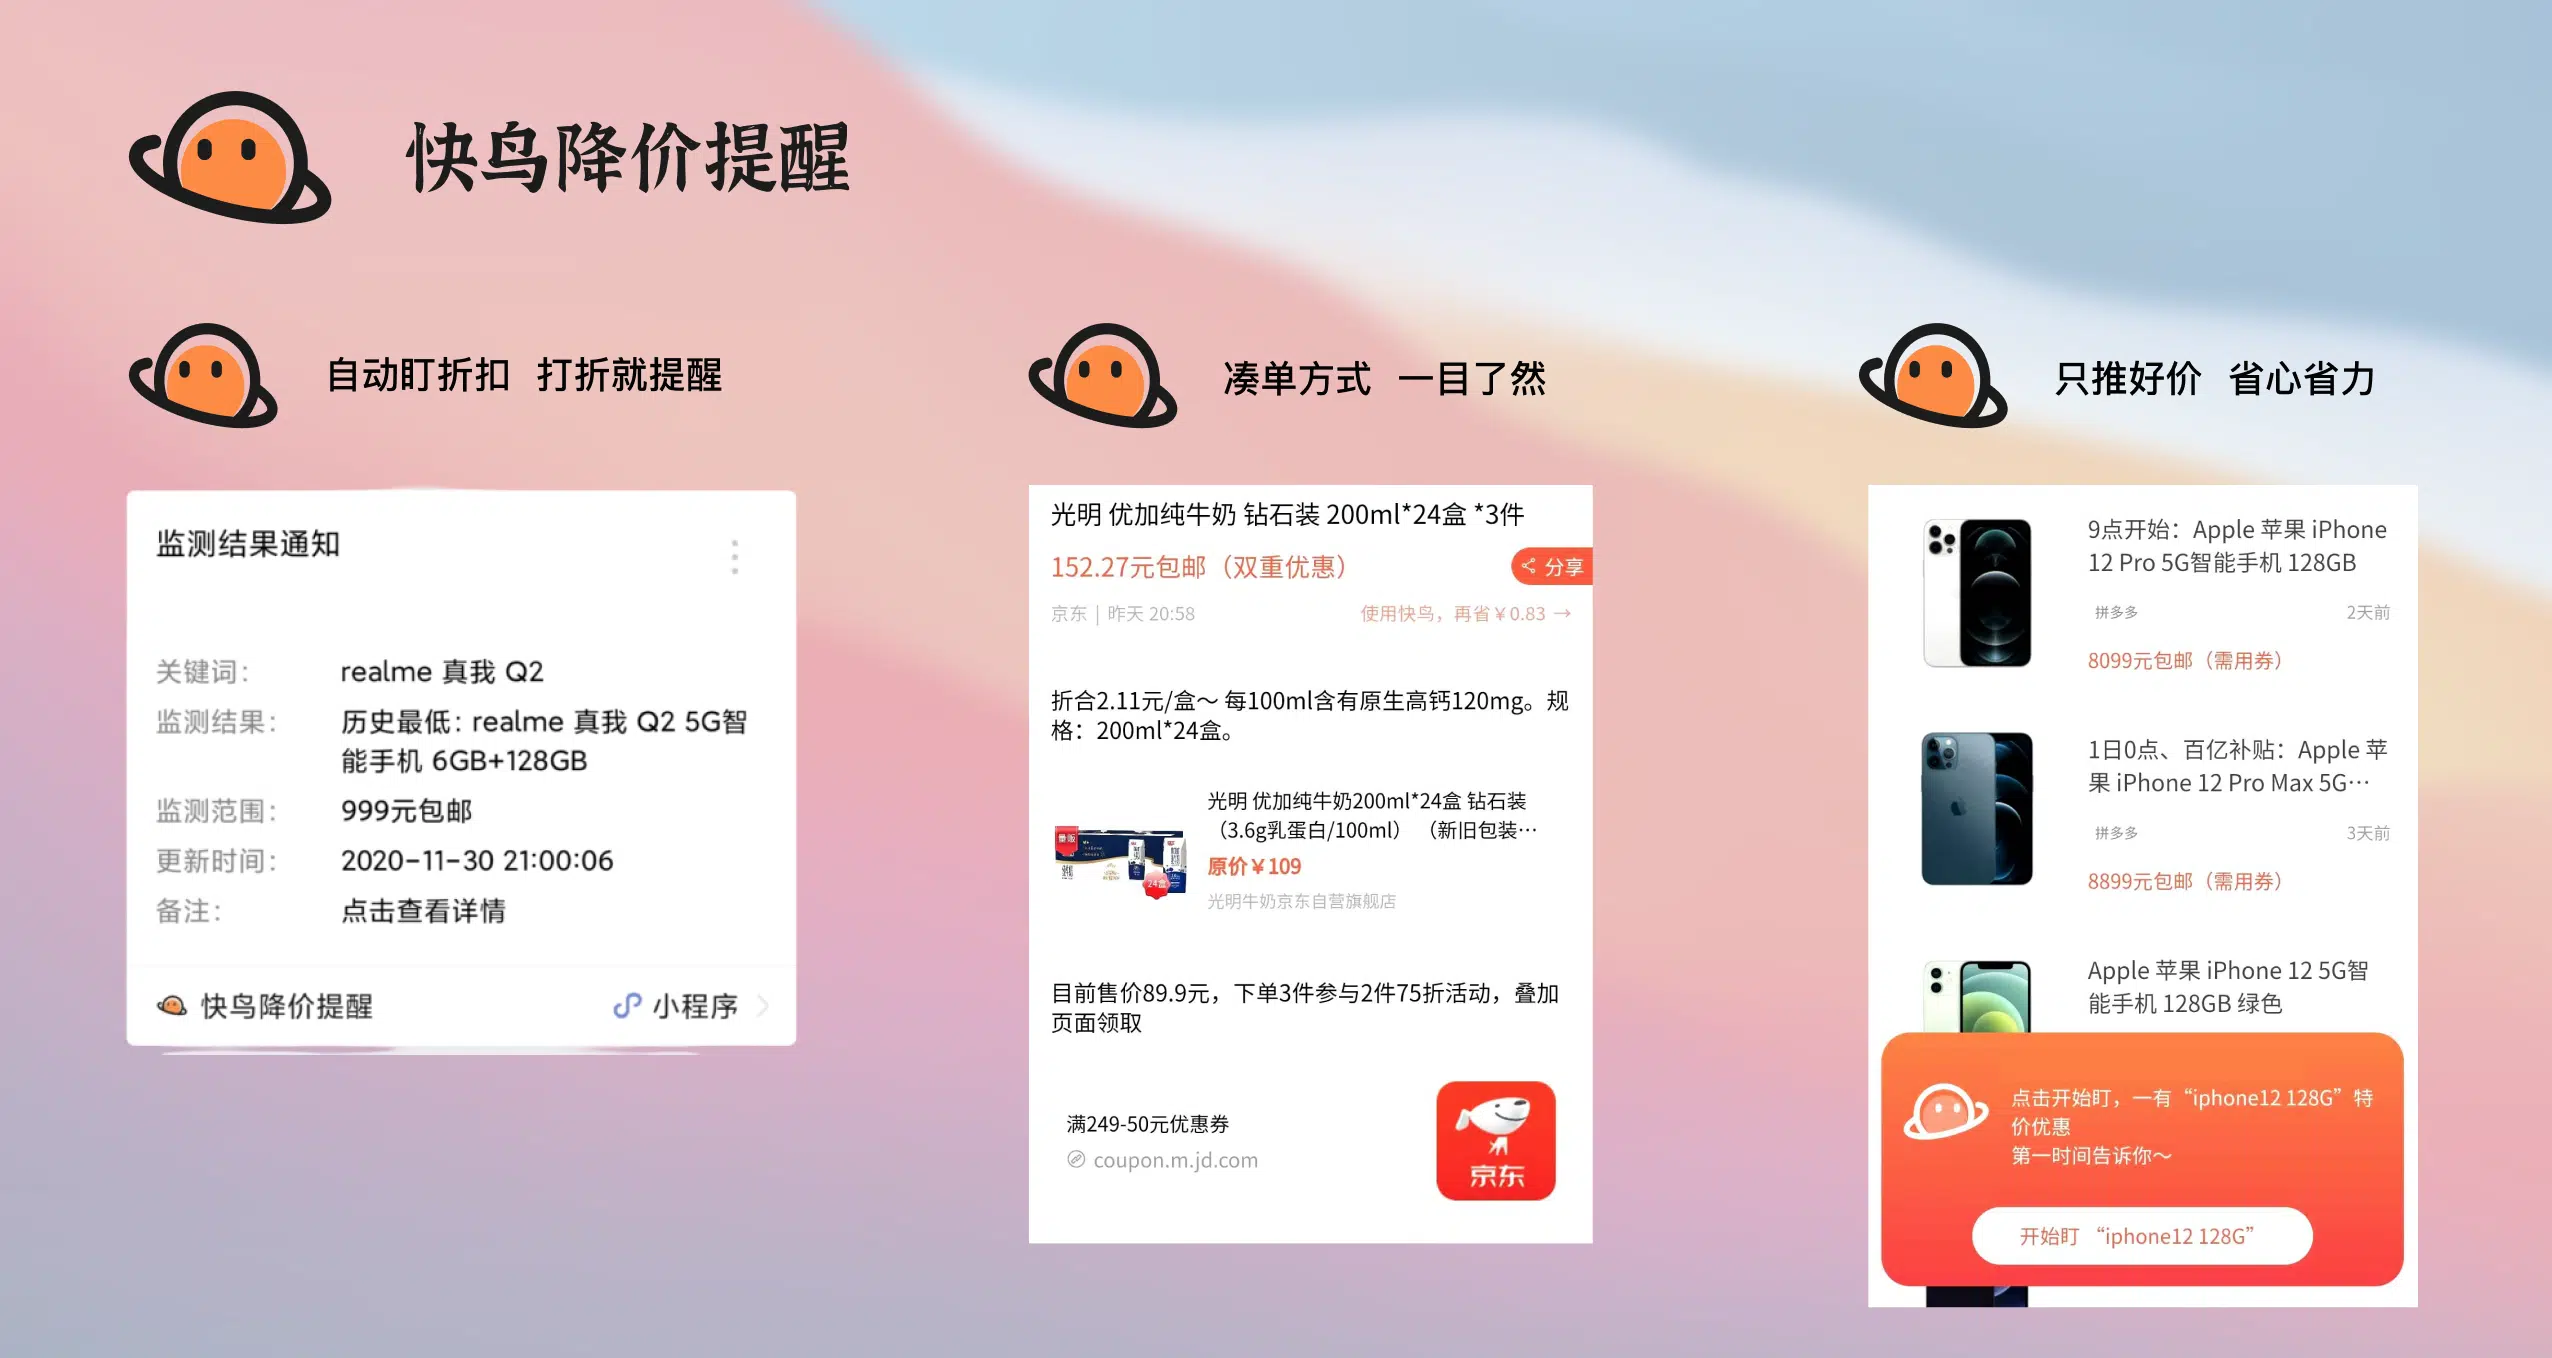 快鸟降价提醒
自动盯折扣 打折就提醒
监测结果通知
关键词： realme 真我 Q2
监测结果： 历史最低：realme 真我 Q2 5G智
能手机 6GB+128GB
监测范围： 999元包邮
更新时间： 2020-11-30 21:00:06
备注： 点击查看详情
快鸟降价提醒 小程序
凑单方式 一目了然
光明 优加纯牛奶 钻石装 200ml*24盒 *3件
152.27元包邮（双重优惠）
分享
京东 | 昨天 20:58 使用快鸟，再省￥0.83 →
折合2.11元/盒～ 每100ml含有原生高钙120mg。规
格：200ml*24盒。
量贩
24盒
光明 优加纯牛奶200ml*24盒 钻石装
（3.6g乳蛋白/100ml）（新旧包装…
原价￥109
光明牛奶京东自营旗舰店
目前售价89.9元，下单3件参与2件75折活动，叠加
页面领取
满249-50元优惠券
coupon.m.jd.com
京东
只推好价 省心省力
9点开始：Apple 苹果 iPhone
12 Pro 5G智能手机 128GB
拼多多 2天前
8099元包邮（需用券）
1日0点、百亿补贴：Apple 苹
果 iPhone 12 Pro Max 5G…
拼多多 3天前
8899元包邮（需用券）
Apple 苹果 iPhone 12 5G智
能手机 128GB 绿色
点击开始盯，一有“iphone12 128G”特
价优惠
第一时间告诉你～
开始盯 “iphone12 128G”